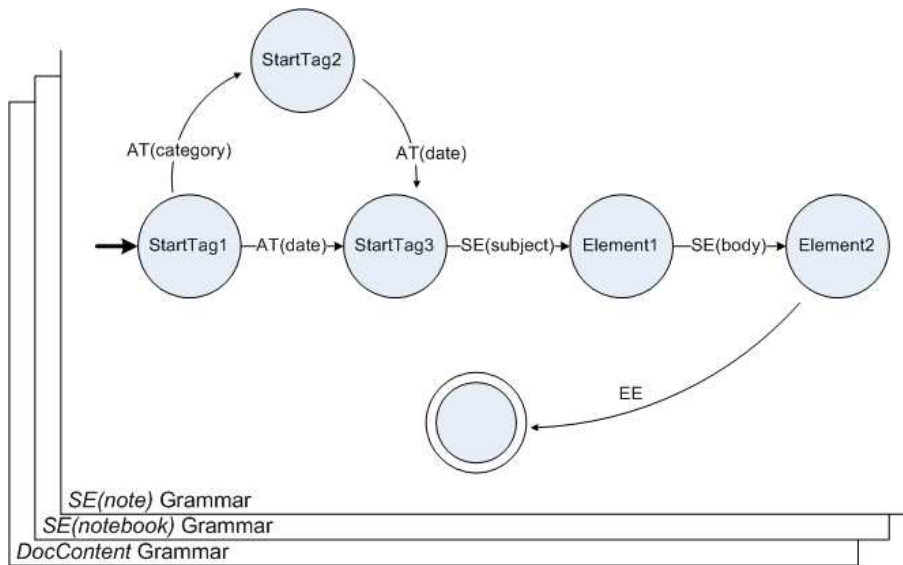 StartTag2
AT(category)
AT(date)
StartTag1
AT(date)
StartTag3
SE(subject)
Element1
SE(body)
Element2
EE
SE(note) Grammar
SE(notebook) Grammar
DocContent Grammar